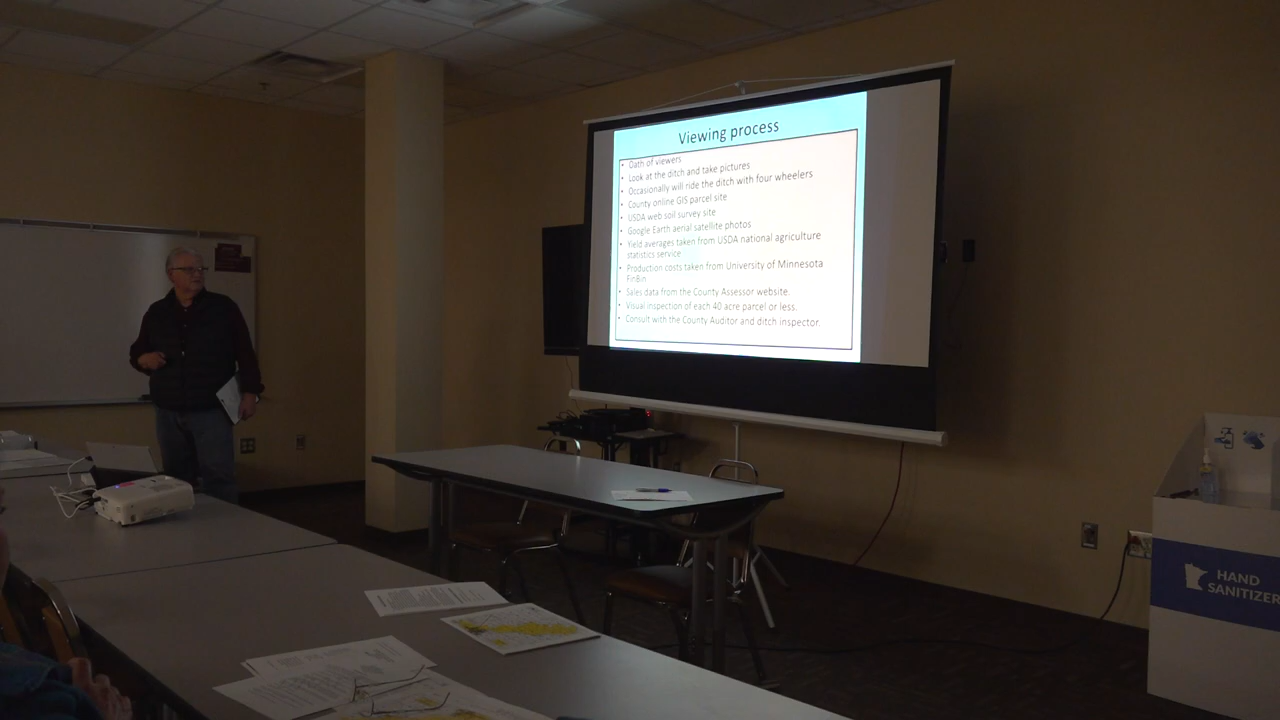 Viewing process
• Oath of viewers
• Look at the ditch and take pictures
• Occasionally will ride the ditch with four wheelers
• County online GIS parcel site
• USDA web soil survey site
• Google Earth aerial satellite photos
• Yield averages taken from USDA national agriculture
statistics service
• Production costs taken from University of Minnesota
FinBin
• Sales data from the County Assessor website.
• Visual inspection of each 40 acre parcel or less.
• Consult with the County Auditor and ditch inspector.
HAND
SANITIZER